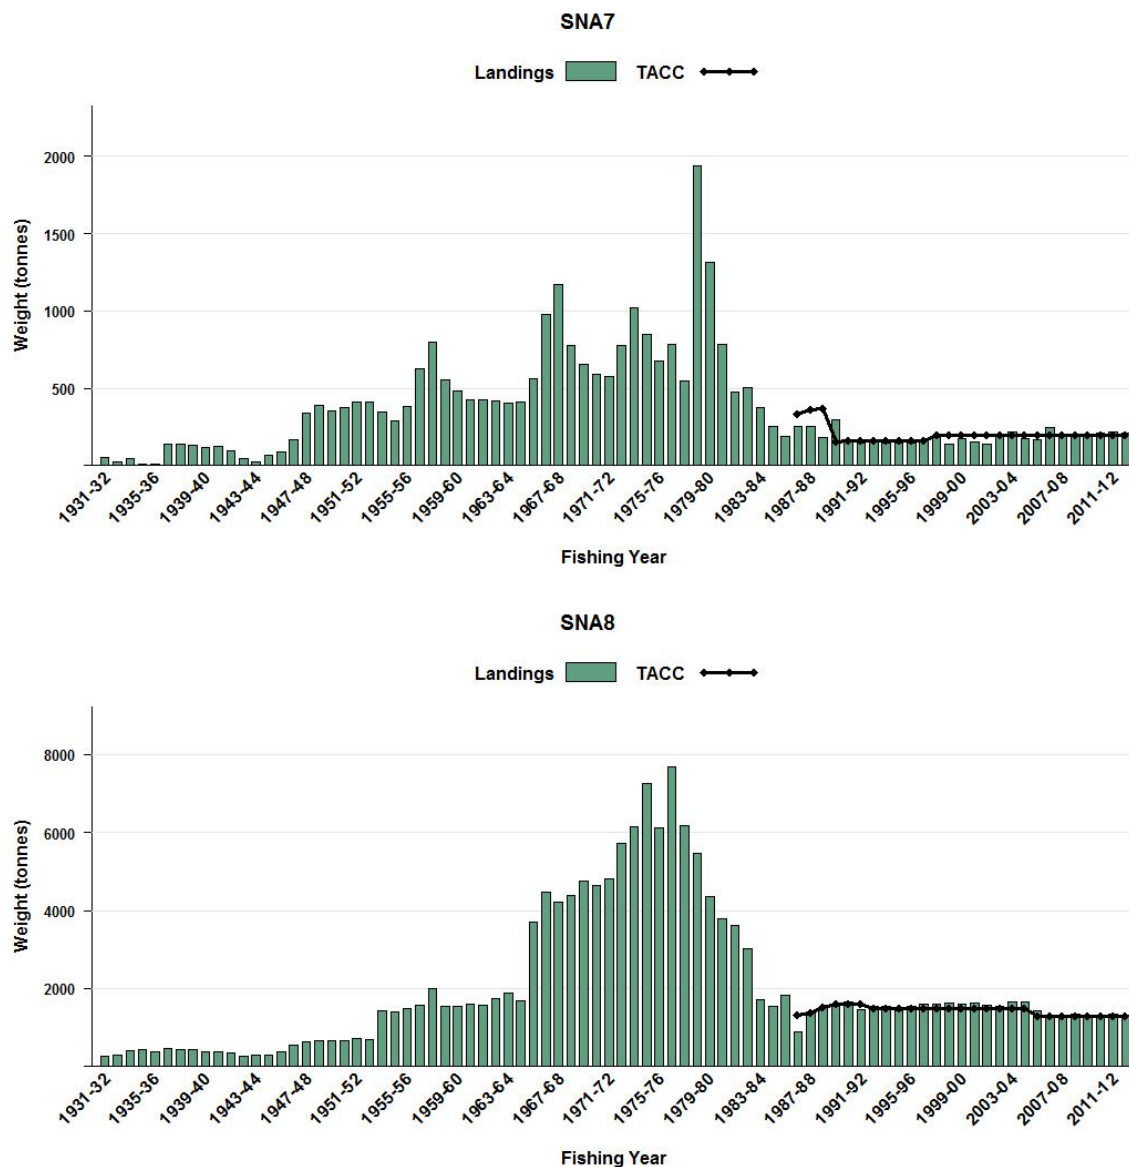 SNA7
Landings TACC
Weight (tonnes)
2000
1500
1000
500
1931-32 1935-36 1939-40 1943-44 1947-48 1951-52 1955-56 1959-60 1963-64 1967-68 1971-72 1975-76 1979-80 1983-84 1987-88 1991-92 1995-96 1999-00 2003-04 2007-08 2011-12
Fishing Year
SNA8
Landings TACC
Weight (tonnes)
8000
6000
4000
2000
1931-32 1935-36 1939-40 1943-44 1947-48 1951-52 1955-56 1959-60 1963-64 1967-68 1971-72 1975-76 1979-80 1983-84 1987-88 1991-92 1995-96 1999-00 2003-04 2007-08 2011-12
Fishing Year